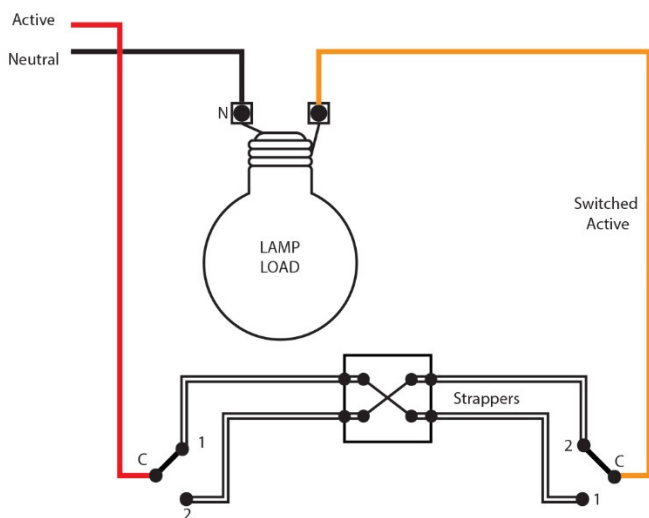 Active
Neutral
N
LAMP
LOAD
Switched
Active
Strappers
1
C
2
2
C
1